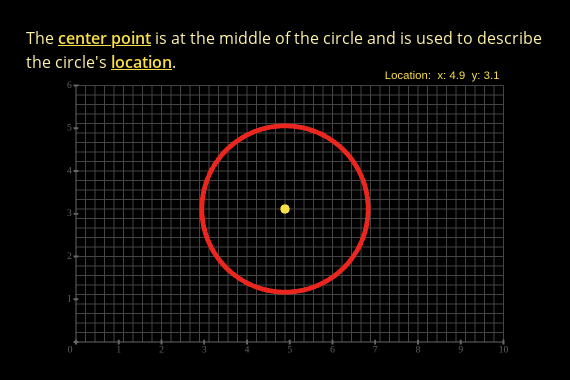 The center point is at the middle of the circle and is used to describe
the circle's location.
Location:  x: 4.9  y: 3.1
6
5
4
3
2
1
0 1 2 3 4 5 6 7 8 9 10